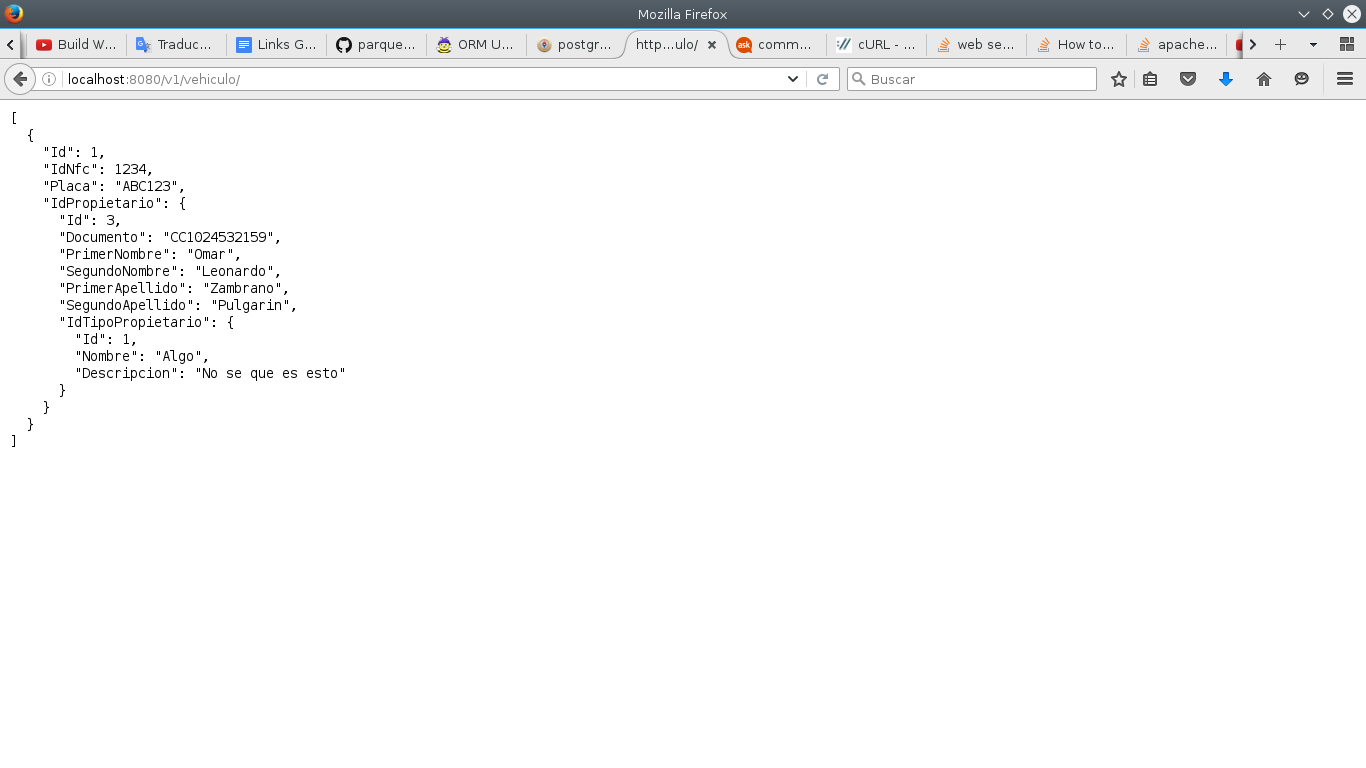 Mozilla Firefox
Build W...
Traduc...
Links G...
parque...
ORM U...
postgr...
http...ulo/
comm...
cURL - ...
web se...
How to...
apache...
localhost:8080/v1/vehiculo/
Buscar
[
  {
    "Id": 1,
    "IdNfc": 1234,
    "Placa": "ABC123",
    "IdPropietario": {
      "Id": 3,
      "Documento": "CC1024532159",
      "PrimerNombre": "Omar",
      "SegundoNombre": "Leonardo",
      "PrimerApellido": "Zambrano",
      "SegundoApellido": "Pulgarin",
      "IdTipoPropietario": {
        "Id": 1,
        "Nombre": "Algo",
        "Descripcion": "No se que es esto"
      }
    }
  }
]